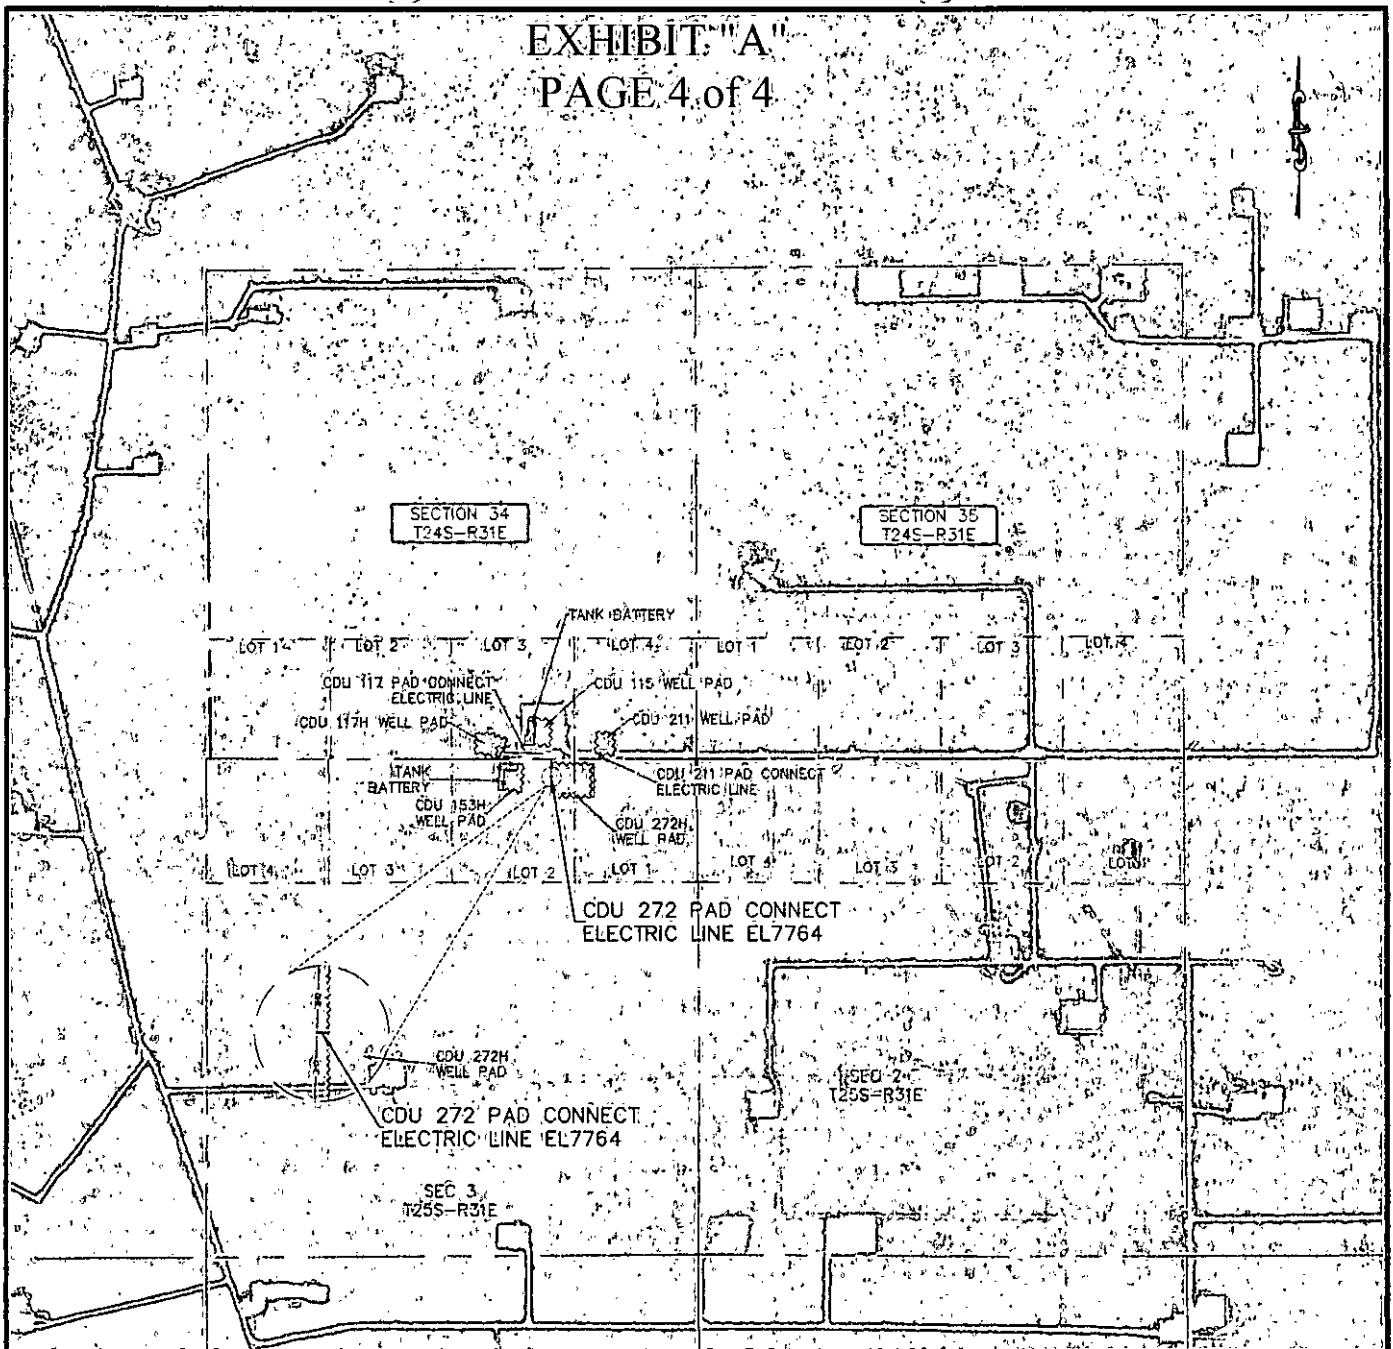 EXHIBIT "A"
PAGE 4 of 4
SECTION 34
T24S-R31E
SECTION 35
T24S-R31E
TANK BATTERY
LOT 1
LOT 2
LOT 3
LOT 4
LOT 1
LOT 2
LOT 3
LOT 4
CDU 117 PAD CONNECT
ELECTRIC LINE
CDU 115 WELL PAD
CDU 117H WELL PAD
CDU 211 WELL PAD
TANK
BATTERY
CDU 211 PAD CONNECT
ELECTRIC LINE
CDU 153H
WELL PAD
CDU 272H
WELL PAD
LOT 4
LOT 3
LOT 2
LOT 1
LOT 4
LOT 3
LOT 2
LOT
CDU 272 PAD CONNECT
ELECTRIC LINE EL7764
CDU 272H
WELL PAD
CDU 272 PAD CONNECT
ELECTRIC LINE EL7764
SEC 2
T25S-R31E
SEC 3
T25S-R31E